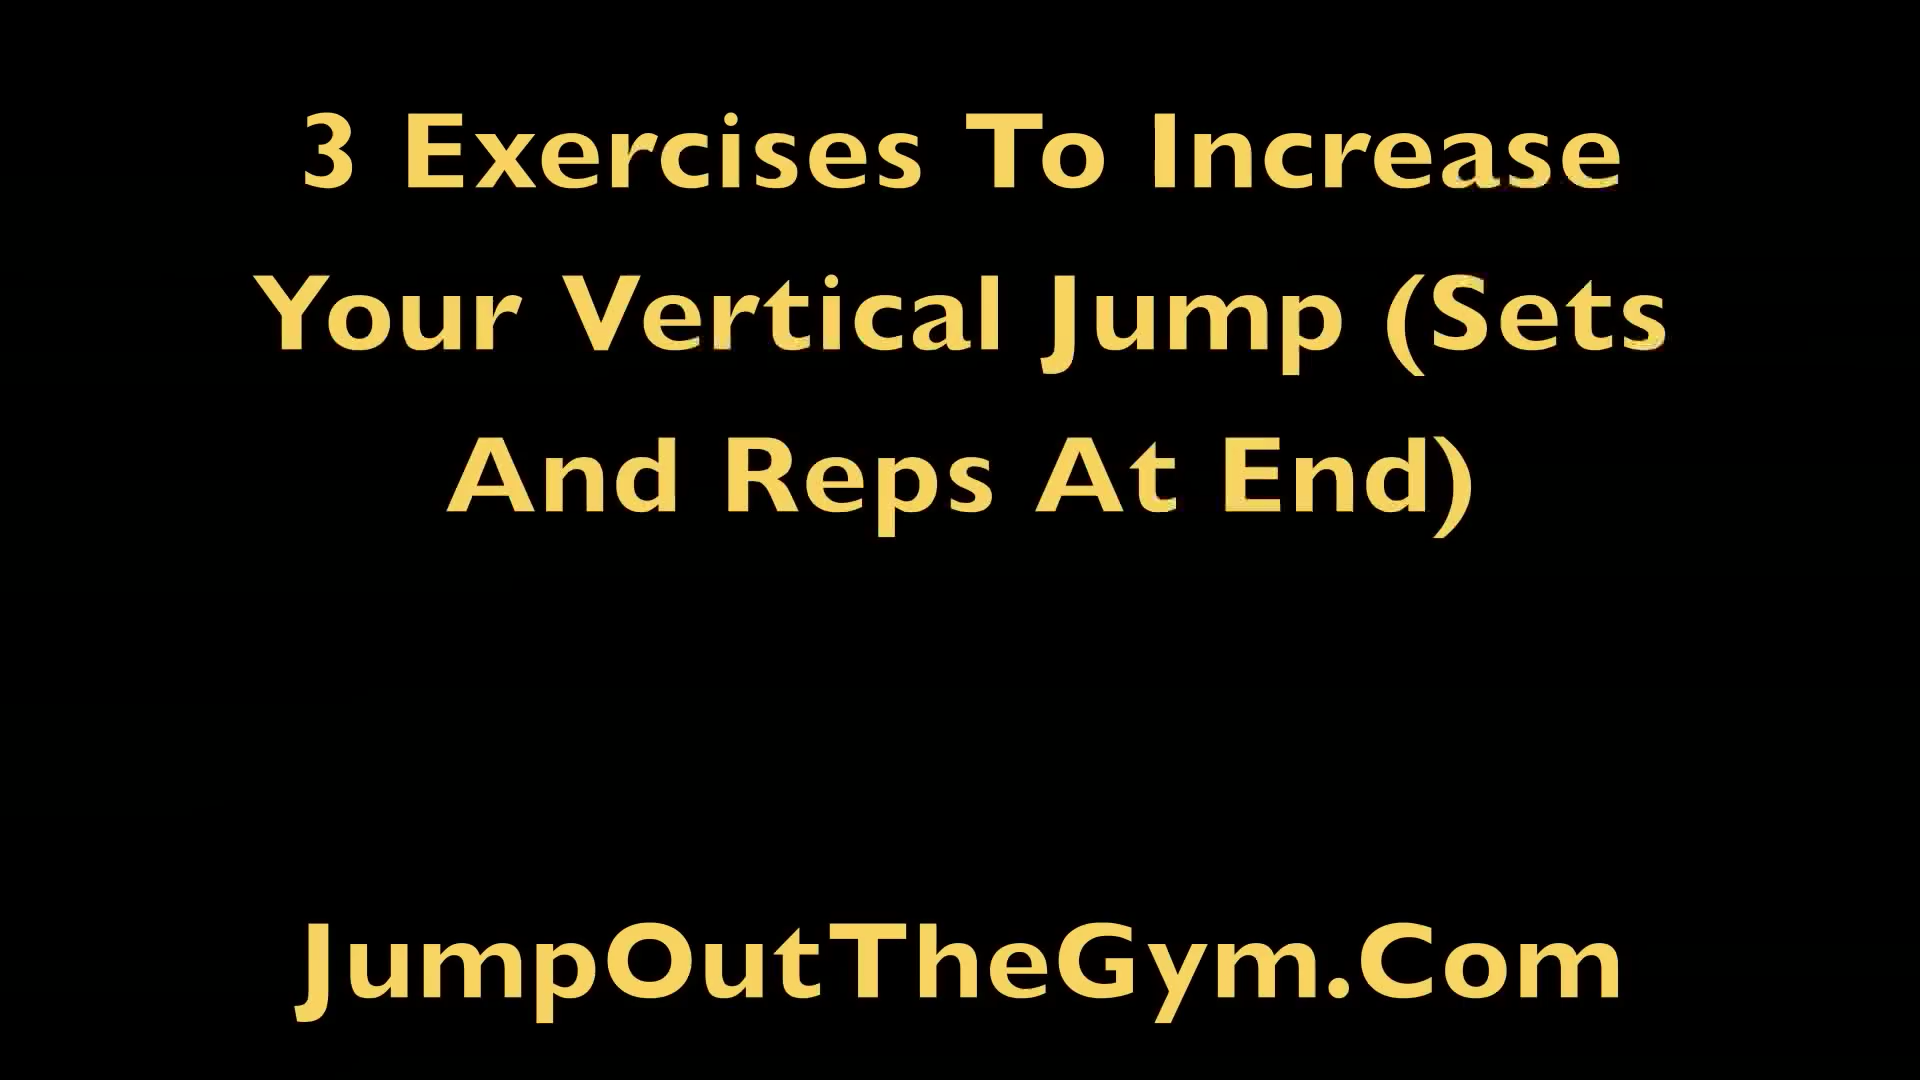 3 Exercises To Increase
Your Vertical Jump (Sets
And Reps At End)
JumpOutTheGym.Com